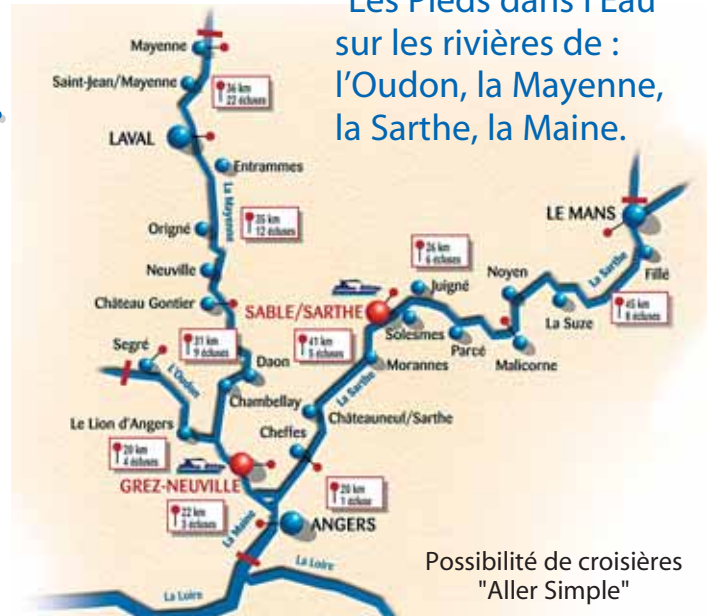 "Les Pieds dans l'Eau"
sur les rivières de :
l'Oudon, la Mayenne,
la Sarthe, la Maine.
Mayenne
Saint-Jean/Mayenne
36 km
22 écluses
LAVAL
Entrammes
La Mayenne
35 km
12 écluses
Origné
Neuville
Château Gontier
LE MANS
Fillé
La Sarthe
45 km
8 écluses
La Suze
Noyen
Malicorne
26 km
6 écluses
Juigné
SABLE/SARTHE
Solesmes
Parcé
Morannes
41 km
5 écluses
La Sarthe
Châteauneuf/Sarthe
Segré
L'Oudon
31 km
9 écluses
Daon
Chambellay
Le Lion d'Angers
Cheffes
20 km
4 écluses
GREZ-NEUVILLE
20 km
1 écluse
22 km
3 écluses
La Maine
ANGERS
La Loire
La Loire
Possibilité de croisières
"Aller Simple"